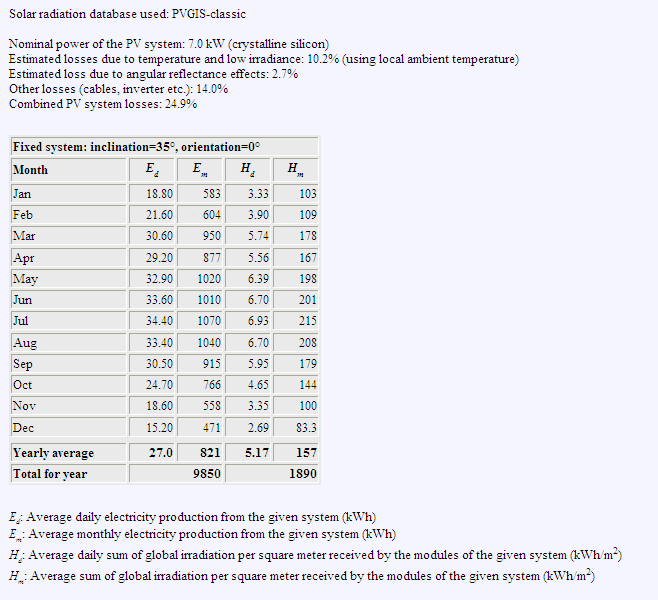 Solar radiation database used: PVGIS-classic
Nominal power of the PV system: 7.0 kW (crystalline silicon)
Estimated losses due to temperature and low irradiance: 10.2% (using local ambient temperature)
Estimated loss due to angular reflectance effects: 2.7%
Other losses (cables, inverter etc.): 14.0%
Combined PV system losses: 24.9%
Fixed system: inclination=35°, orientation=0°
Month E_d E_m H_d H_m
Jan 18.80 583 3.33 103
Feb 21.60 604 3.90 109
Mar 30.60 950 5.74 178
Apr 29.20 877 5.56 167
May 32.90 1020 6.39 198
Jun 33.60 1010 6.70 201
Jul 34.40 1070 6.93 215
Aug 33.40 1040 6.70 208
Sep 30.50 915 5.95 179
Oct 24.70 766 4.65 144
Nov 18.60 558 3.35 100
Dec 15.20 471 2.69 83.3
Yearly average 27.0 821 5.17 157
Total for year 9850 1890
E_d: Average daily electricity production from the given system (kWh)
E_m: Average monthly electricity production from the given system (kWh)
H_d: Average daily sum of global irradiation per square meter received by the modules of the given system (kWh/m²)
H_m: Average sum of global irradiation per square meter received by the modules of the given system (kWh/m²)